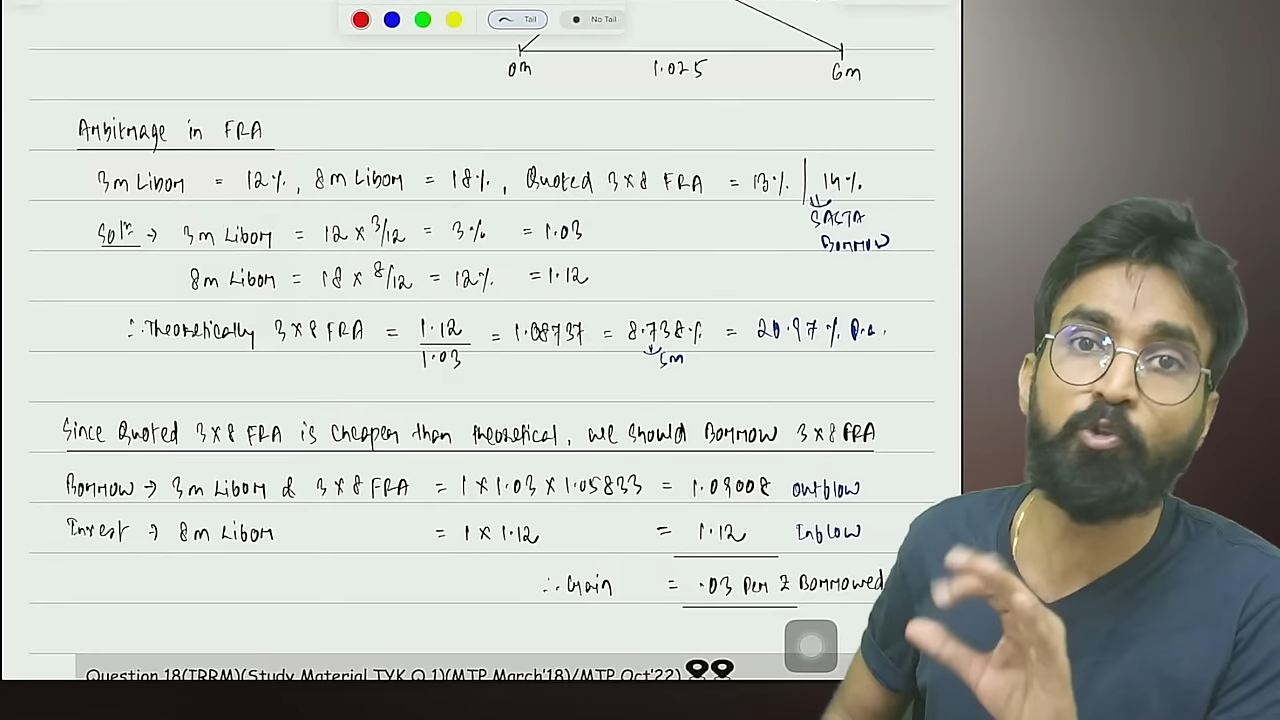 Tail No Tail
0m 1.025 6m
Arbitrage in FRA
3m Libor = 12%, 8m Libor = 18%, Quoted 3x8 FRA = 13% | 14%
SASTA
BORROW
Solⁿ → 3m Libor = 12 x 3/12 = 3% = 1.03
8m Libor = 18 x 8/12 = 12% = 1.12
∴ Theoretically 3x8 FRA = 1.12/1.03 = 1.08737 = 8.738% = 20.97% P.a.
5m
Since Quoted 3x8 FRA is cheaper than theoretical, we should BORROW 3x8 FRA
Borrow → 3m Libor & 3x8 FRA = 1 x 1.03 x 1.05833 = 1.09008 outflow
Invest → 8m Libor = 1 x 1.12 = 1.12 Inflow
∴ Gain = .03 Per ₹ Borrowed
Question 18(IRRM)(Study Material TYK Q.1)(MTP March'18)/MTP Oct'22)